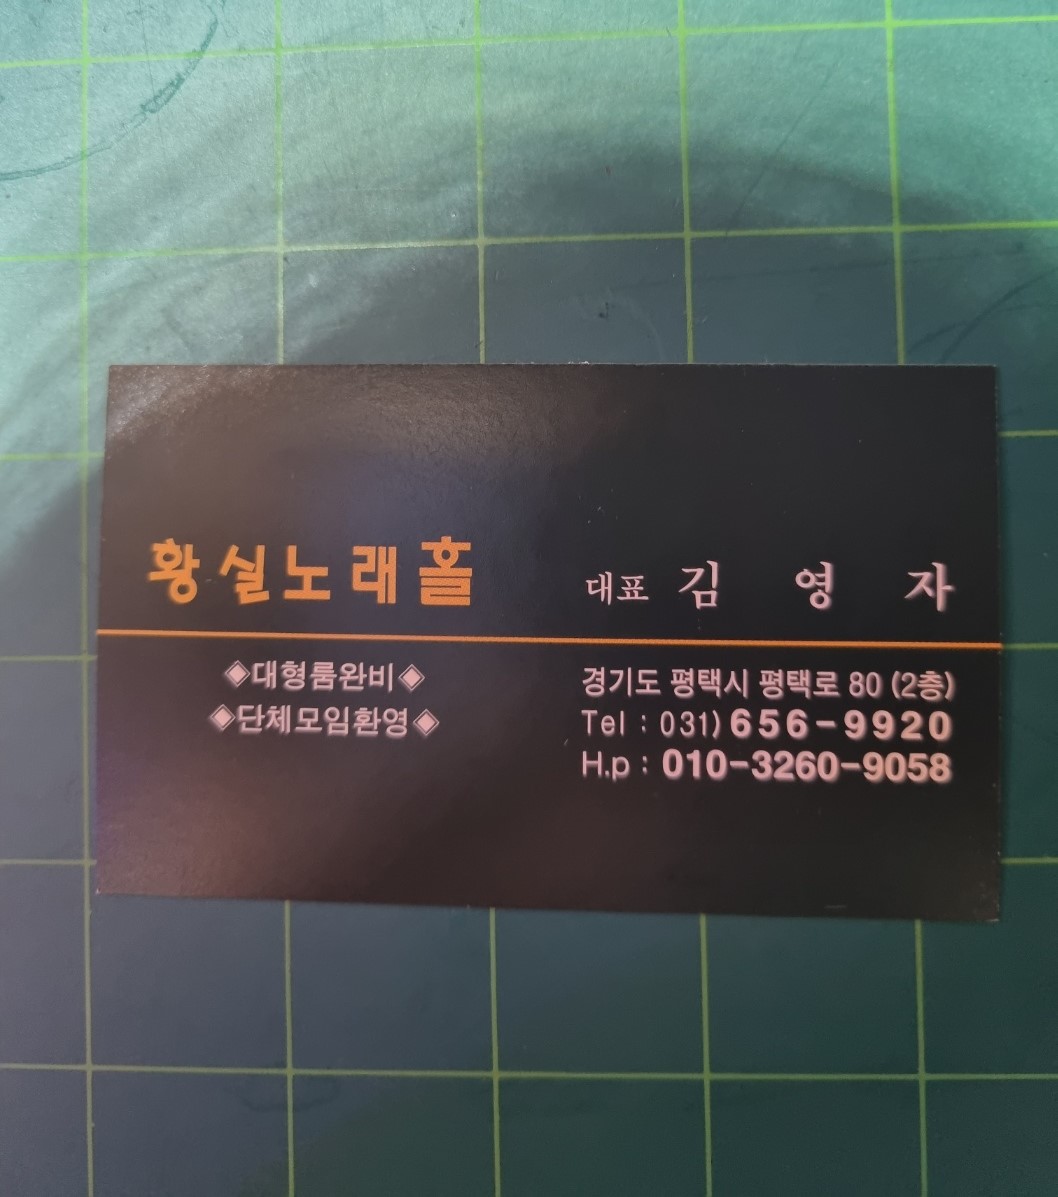 황실노래홀
대표 김 영 자
◈대형룸완비◈
◈단체모임환영◈
경기도 평택시 평택로 80 (2층)
Tel : 031) 656-9920
H.p : 010-3260-9058